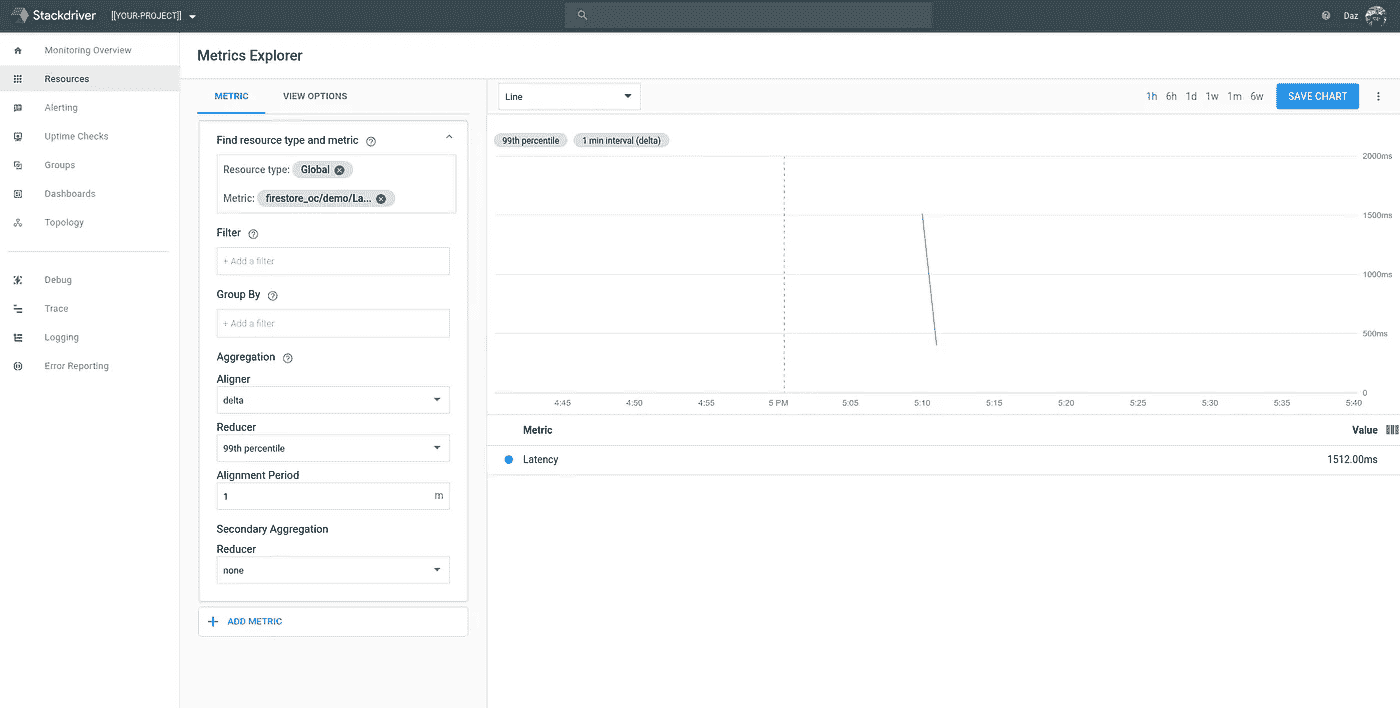 Stackdriver [[YOUR-PROJECT]] Daz
Monitoring Overview
Resources
Alerting
Uptime Checks
Groups
Dashboards
Topology
Debug
Trace
Logging
Error Reporting
Metrics Explorer
METRIC VIEW OPTIONS
Find resource type and metric
Resource type: Global
Metric: firestore_oc/demo/La...
Filter
+ Add a filter
Group By
+ Add a filter
Aggregation
Aligner
delta
Reducer
99th percentile
Alignment Period
1 m
Secondary Aggregation
Reducer
none
ADD METRIC
Line 1h 6h 1d 1w 1m 6w SAVE CHART
99th percentile 1 min interval (delta)
2000ms
1500ms
1000ms
500ms
0
4:45 4:50 4:55 5 PM 5:05 5:10 5:15 5:20 5:25 5:30 5:35 5:40
Metric Value
Latency 1512.00ms